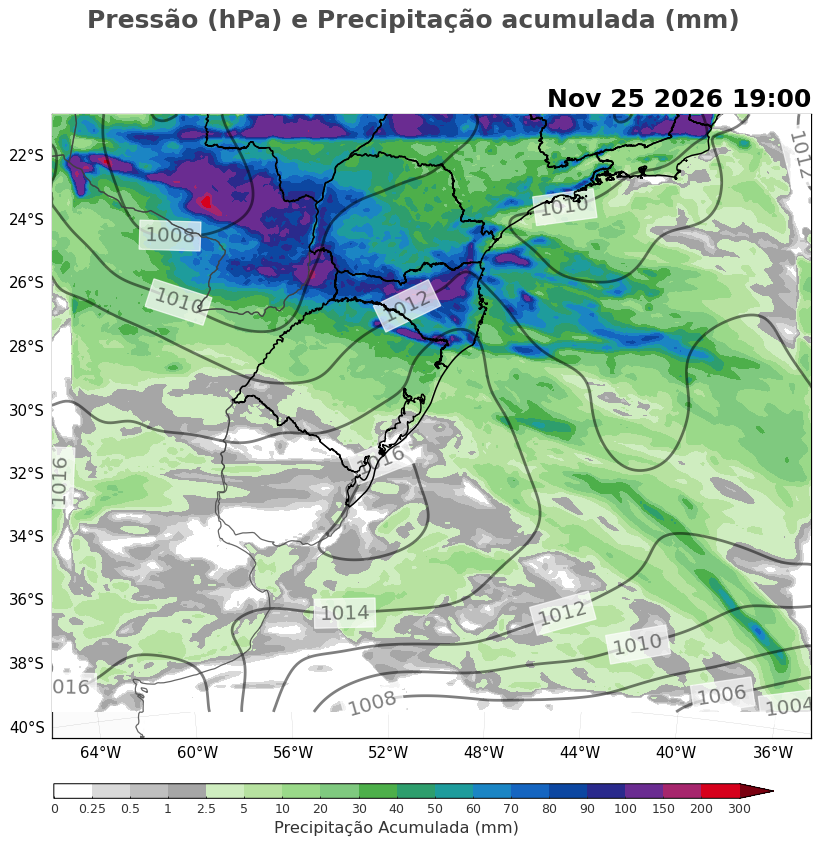 Pressão (hPa) e Precipitação acumulada (mm)
Nov 25 2026 19:00
22°S
24°S
26°S
28°S
30°S
32°S
34°S
36°S
38°S
40°S
1012
1010
1008
1010
1012
1016
1016
1014
1012
1010
016
1008
1006
1004
64°W 60°W 56°W 52°W 48°W 44°W 40°W 36°W
0 0.25 0.5 1 2.5 5 10 20 30 40 50 60 70 80 90 100 150 200 300
Precipitação Acumulada (mm)